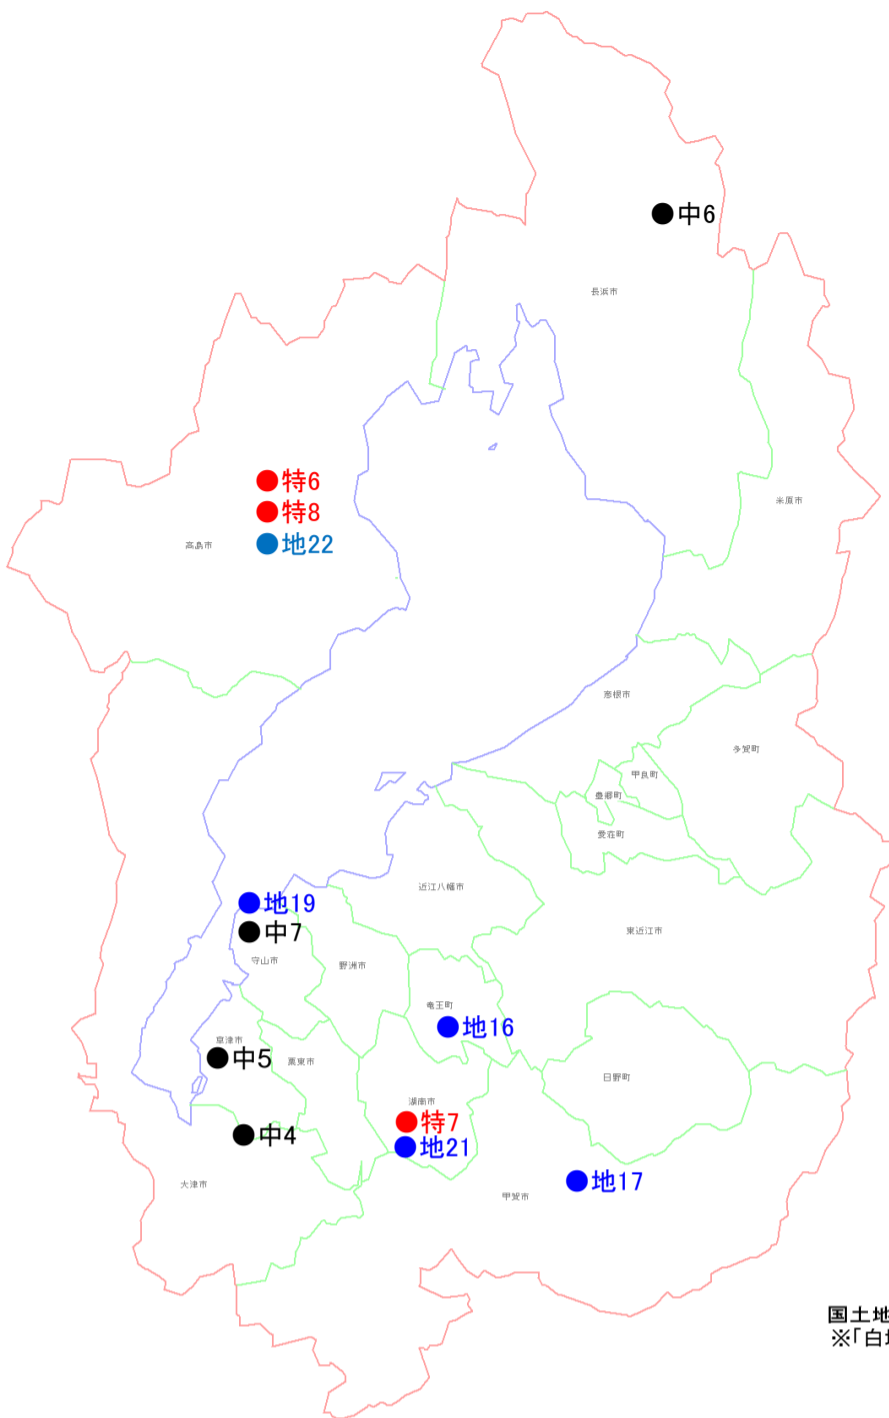 ●中6
長浜市
●特6
米原市
●特8
高島市
●地22
彦根市
多賀町
甲良町
豊郷町
愛荘町
近江八幡市
●地19
東近江市
●中7
守山市
野洲市
竜王町
●地16
草津市
●中5
栗東市
日野町
湖南市
●特7
●中4
●地21
●地17
大津市
甲賀市
国土地
※「白地